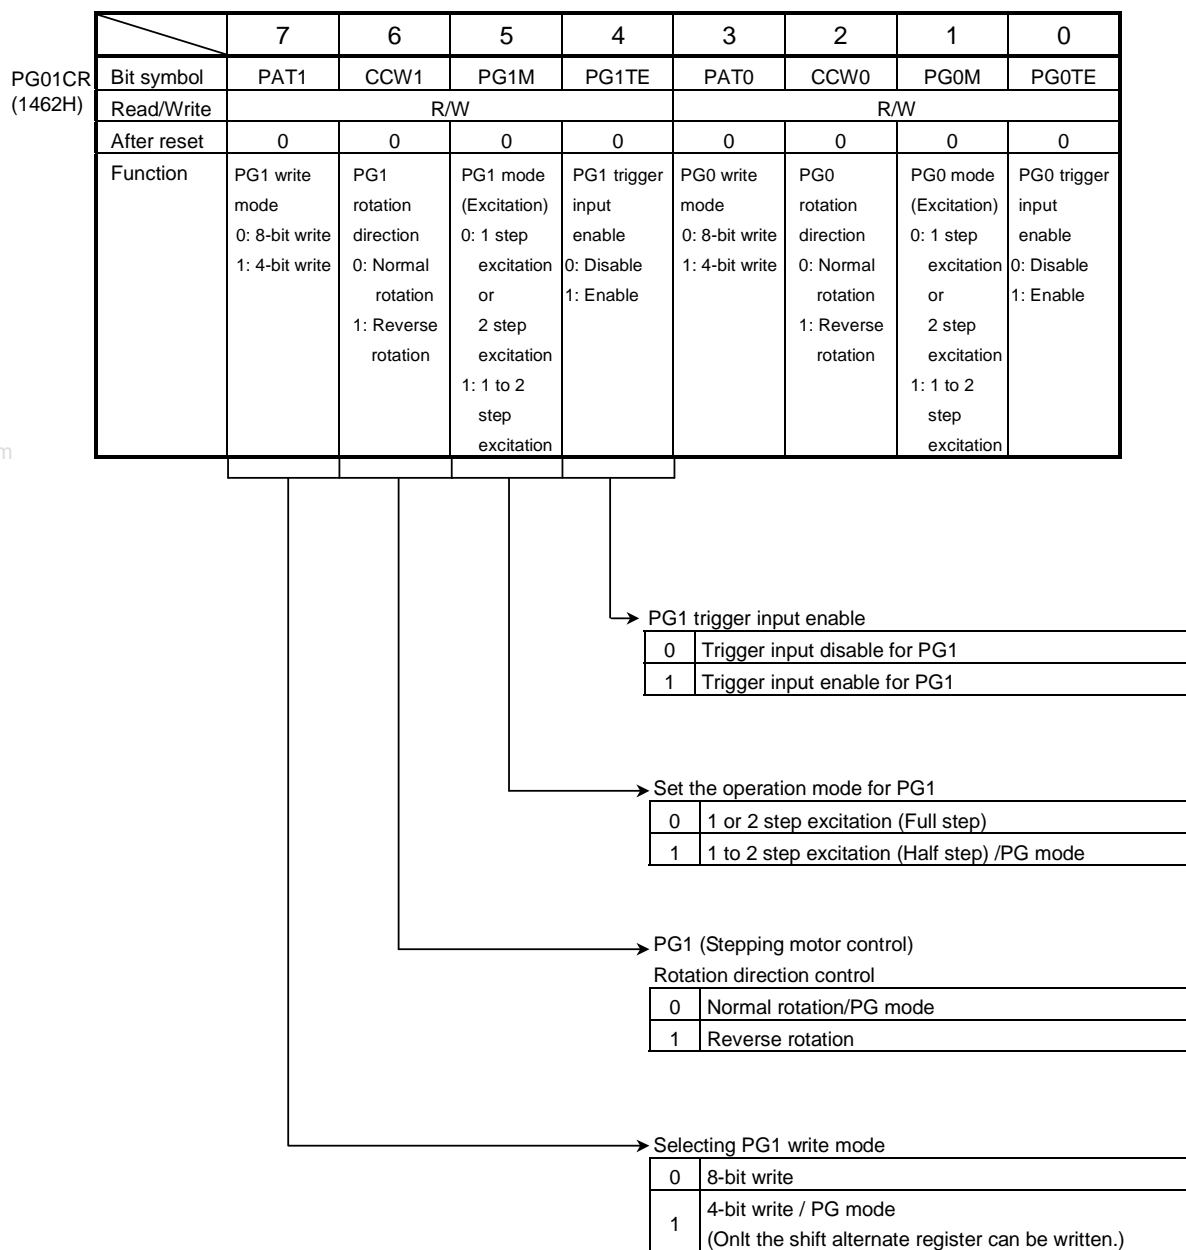 7 6 5 4 3 2 1 0
PG01CR
(1462H)
Bit symbol PAT1 CCW1 PG1M PG1TE PAT0 CCW0 PG0M PG0TE
Read/Write R/W R/W
After reset 0 0 0 0 0 0 0 0
Function
PG1 write
mode
0: 8-bit write
1: 4-bit write
PG1
rotation
direction
0: Normal
rotation
1: Reverse
rotation
PG1 mode
(Excitation)
0: 1 step
excitation
or
2 step
excitation
1: 1 to 2
step
excitation
PG1 trigger
input
enable
0: Disable
1: Enable
PG0 write
mode
0: 8-bit write
1: 4-bit write
PG0
rotation
direction
0: Normal
rotation
1: Reverse
rotation
PG0 mode
(Excitation)
0: 1 step
excitation
or
2 step
excitation
1: 1 to 2
step
excitation
PG0 trigger
input
enable
0: Disable
1: Enable
PG1 trigger input enable
0 Trigger input disable for PG1
1 Trigger input enable for PG1
Set the operation mode for PG1
0 1 or 2 step excitation (Full step)
1 1 to 2 step excitation (Half step) /PG mode
PG1 (Stepping motor control)
Rotation direction control
0 Normal rotation/PG mode
1 Reverse rotation
Selecting PG1 write mode
0 8-bit write
1 4-bit write / PG mode
(Onlt the shift alternate register can be written.)